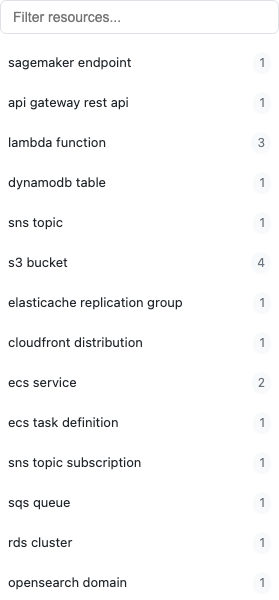 Filter resources...
sagemaker endpoint 1
api gateway rest api 1
lambda function 3
dynamodb table 1
sns topic 1
s3 bucket 4
elasticache replication group 1
cloudfront distribution 1
ecs service 2
ecs task definition 1
sns topic subscription 1
sqs queue 1
rds cluster 1
opensearch domain 1